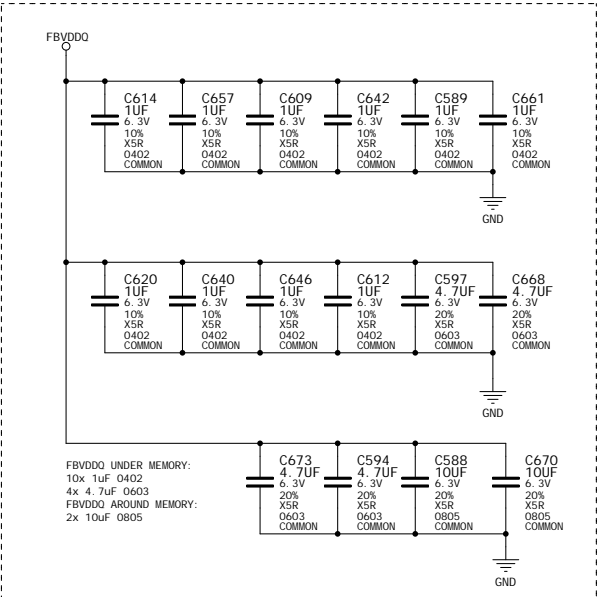 FBVDDQ
C614
1UF
6.3V
10%
X5R
0402
COMMON
C657
1UF
6.3V
10%
X5R
0402
COMMON
C609
1UF
6.3V
10%
X5R
0402
COMMON
C642
1UF
6.3V
10%
X5R
0402
COMMON
C589
1UF
6.3V
10%
X5R
0402
COMMON
C661
1UF
6.3V
10%
X5R
0402
COMMON
GND
C620
1UF
6.3V
10%
X5R
0402
COMMON
C640
1UF
6.3V
10%
X5R
0402
COMMON
C646
1UF
6.3V
10%
X5R
0402
COMMON
C612
1UF
6.3V
10%
X5R
0402
COMMON
C597
4.7UF
6.3V
20%
X5R
0603
COMMON
C668
4.7UF
6.3V
20%
X5R
0603
COMMON
GND
FBVDDQ UNDER MEMORY:
10x 1uF 0402
4x 4.7uF 0603
FBVDDQ AROUND MEMORY:
2x 10uF 0805
C673
4.7UF
6.3V
20%
X5R
0603
COMMON
C594
4.7UF
6.3V
20%
X5R
0603
COMMON
C588
10UF
6.3V
20%
X5R
0805
COMMON
C670
10UF
6.3V
20%
X5R
0805
COMMON
GND